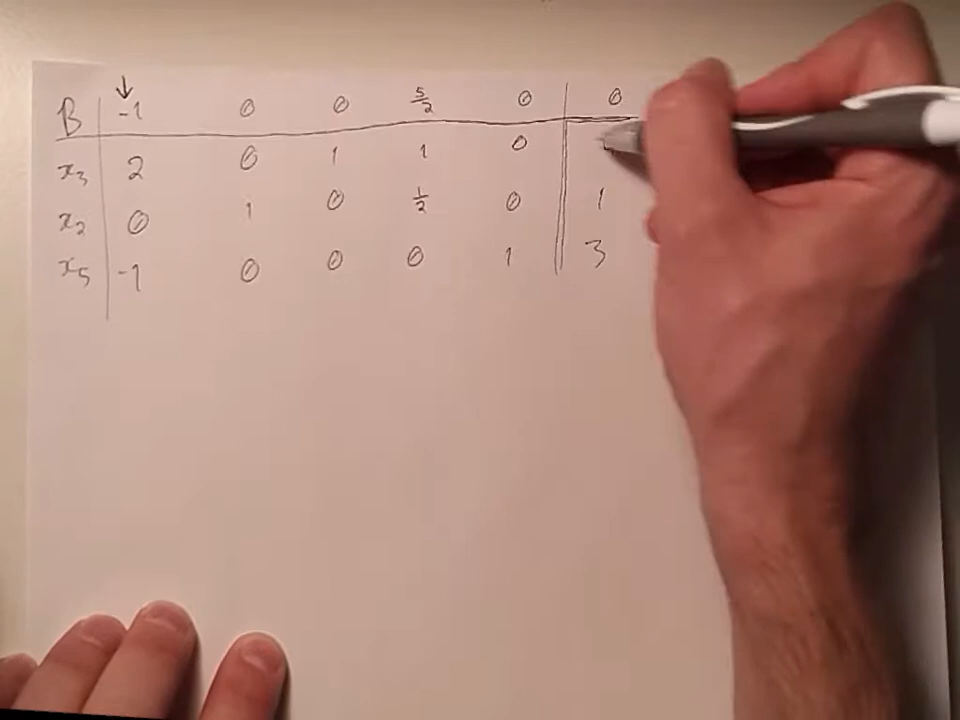 ↓
B -1 0 0 5/2 0 0
x₃ 2 0 1 1 0
x₂ 0 1 0 1/2 0 1
x₅ -1 0 0 0 1 3